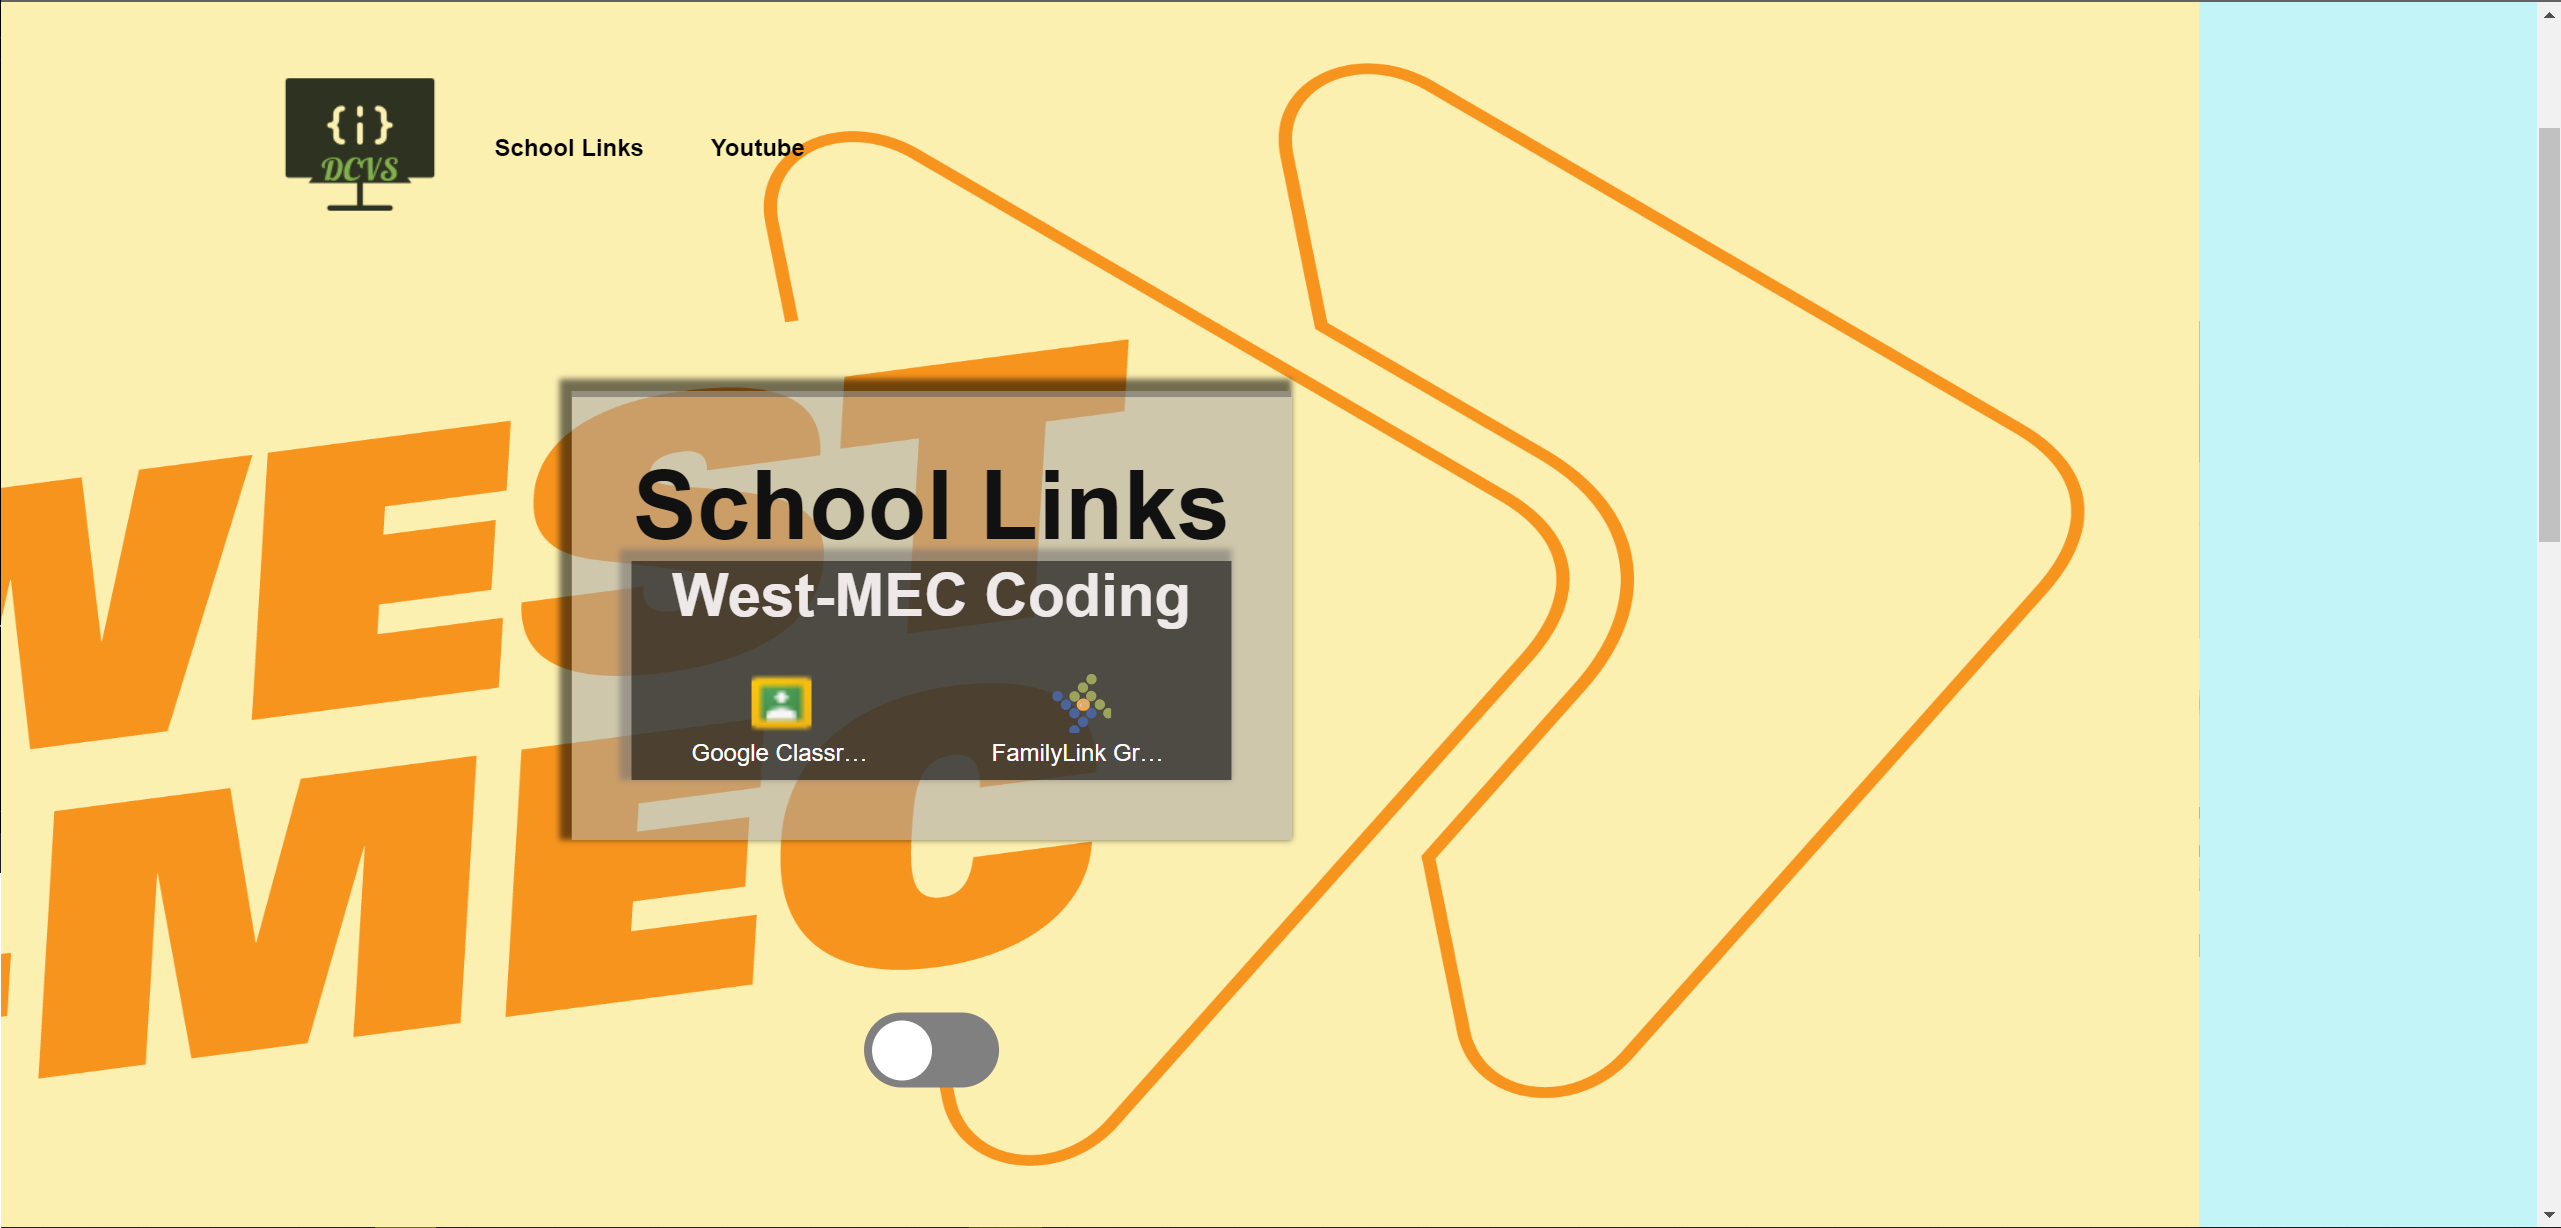 {i}
DCVS
School Links
Youtube
WEST
-MEC
School Links
West-MEC Coding
Google Classr...
FamilyLink Gr...